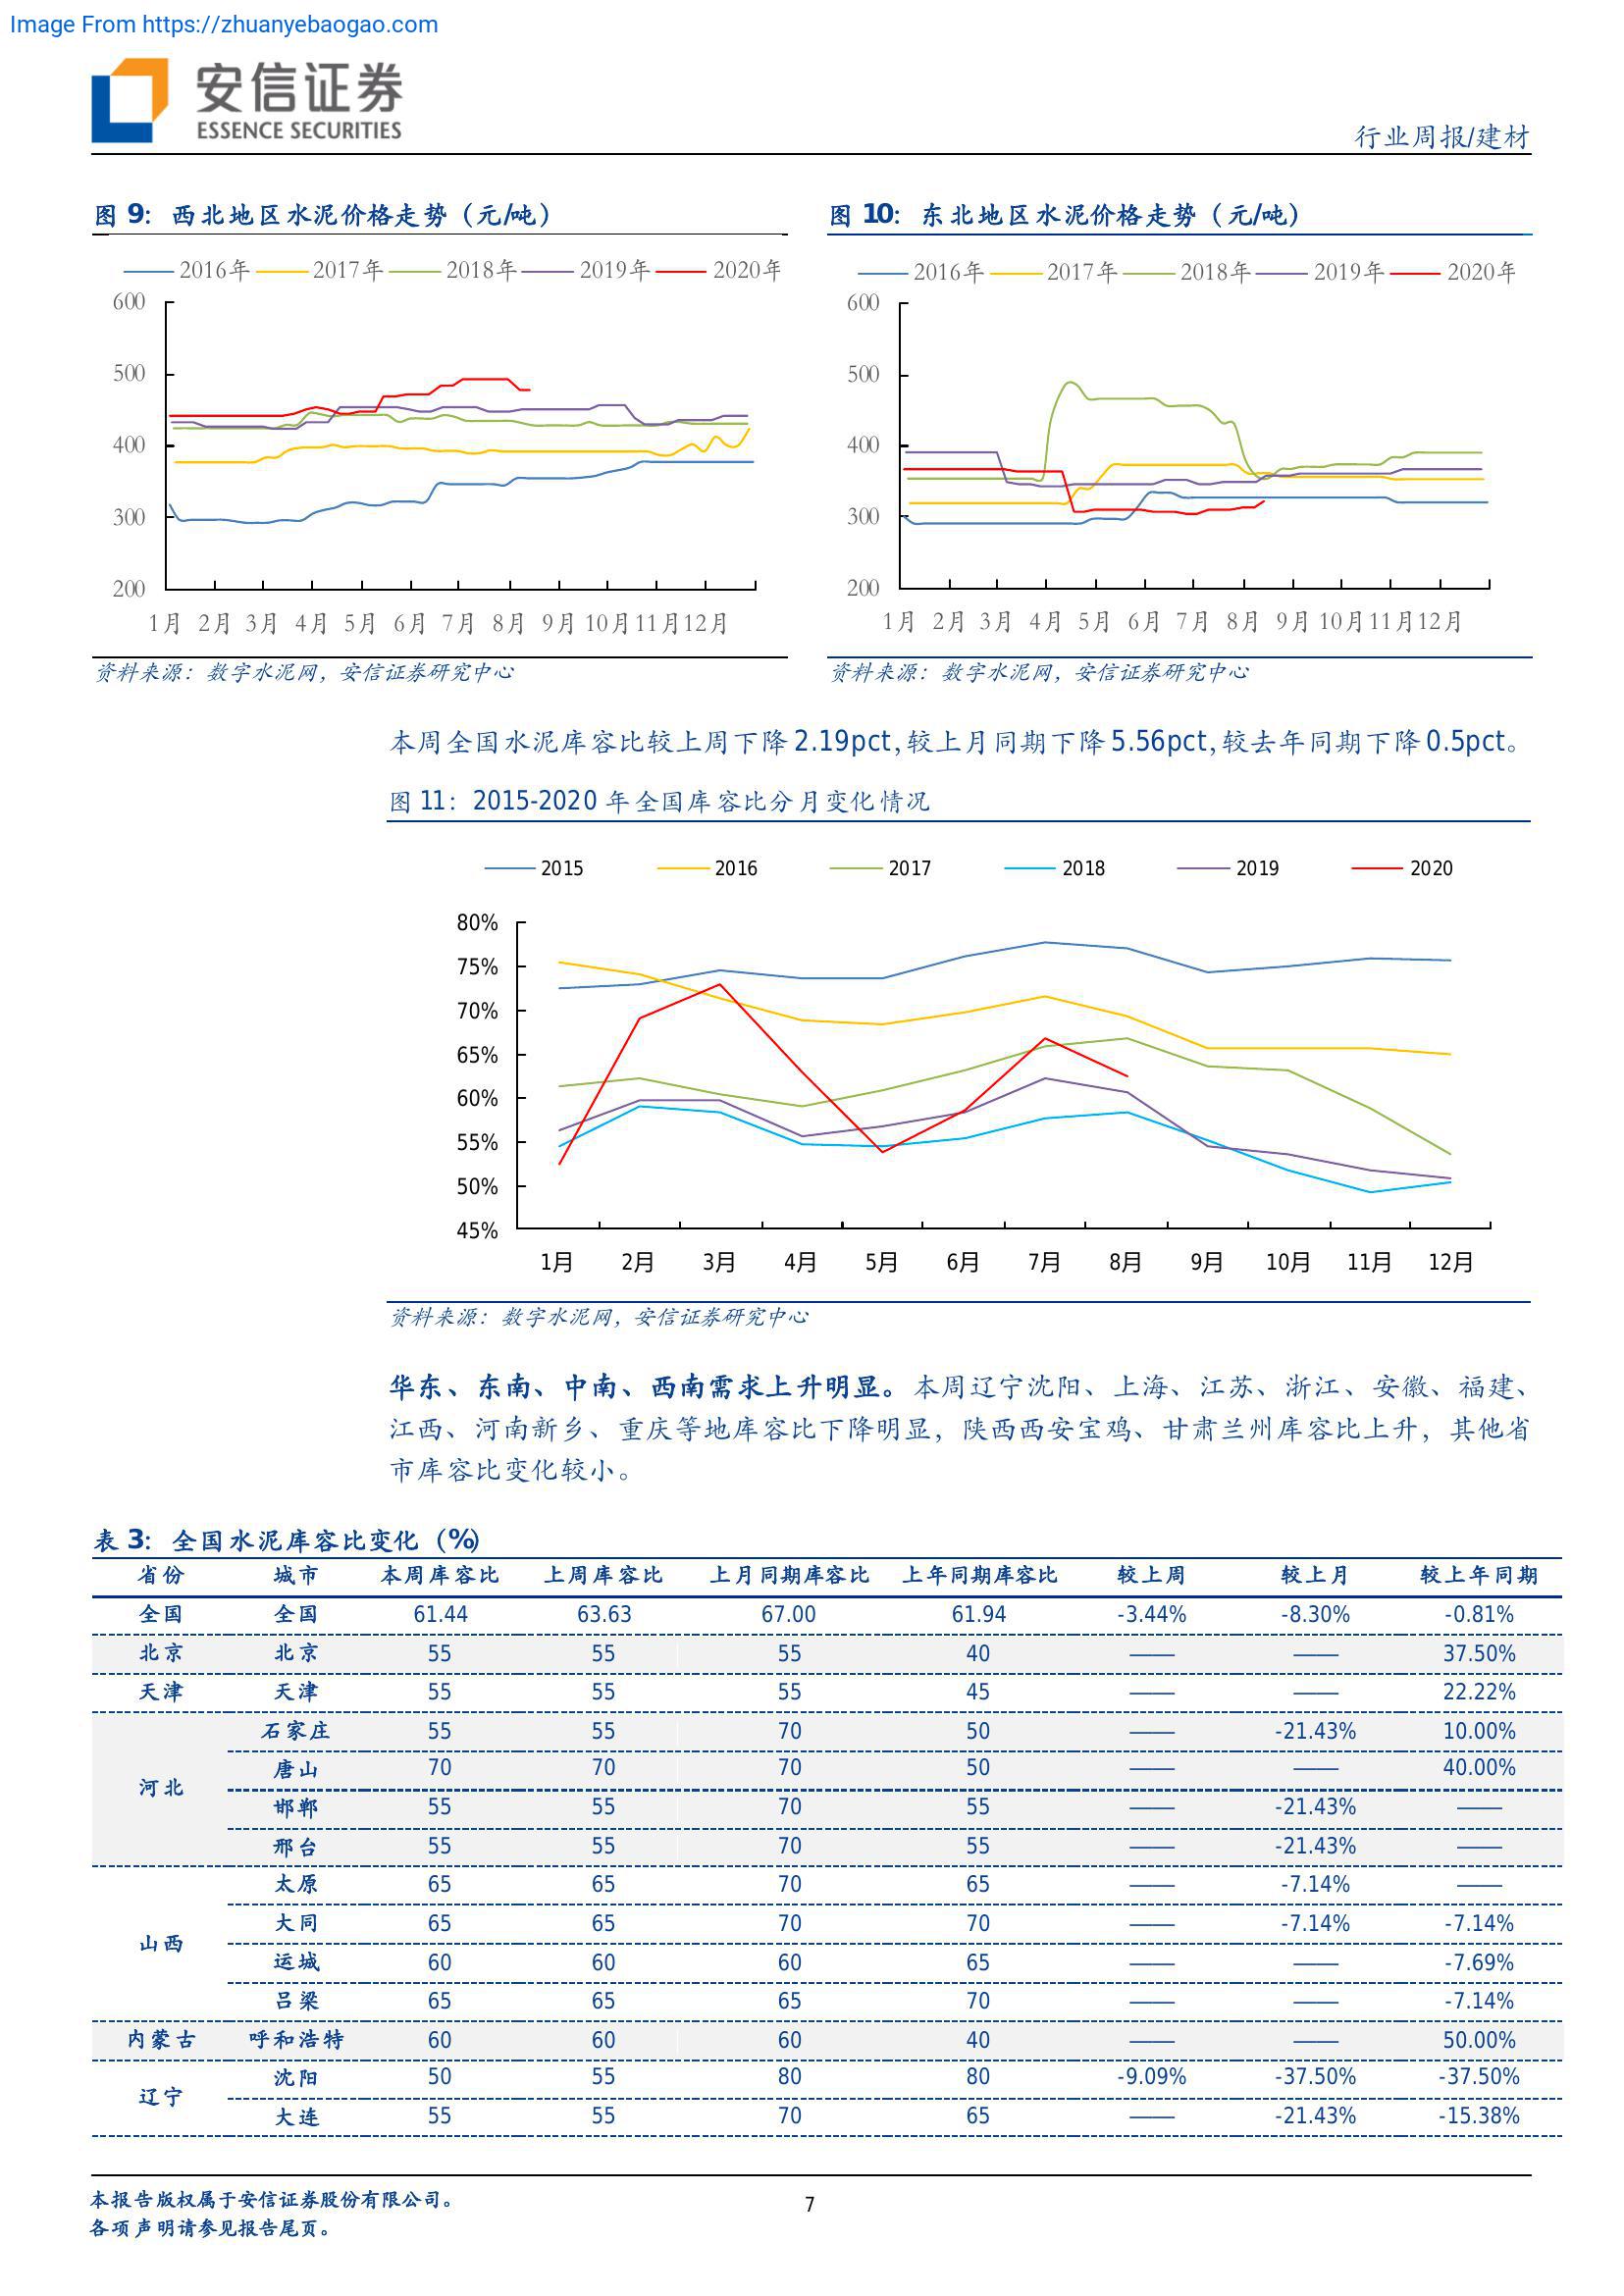 Image From https://zhuanyebaogao.com
安信证券
ESSENCE SECURITIES
行业周报/建材
图 9：西北地区水泥价格走势（元/吨）
2016年 2017年 2018年 2019年 2020年
600
500
400
300
200
1月 2月 3月 4月 5月 6月 7月 8月 9月 10月 11月 12月
资料来源：数字水泥网，安信证券研究中心
图 10：东北地区水泥价格走势（元/吨）
2016年 2017年 2018年 2019年 2020年
600
500
400
300
200
1月 2月 3月 4月 5月 6月 7月 8月 9月 10月 11月 12月
资料来源：数字水泥网，安信证券研究中心
本周全国水泥库容比较上周下降 2.19pct，较上月同期下降 5.56pct，较去年同期下降 0.5pct。
图 11：2015-2020 年全国库容比分月变化情况
2015 2016 2017 2018 2019 2020
80%
75%
70%
65%
60%
55%
50%
45%
1月 2月 3月 4月 5月 6月 7月 8月 9月 10月 11月 12月
资料来源：数字水泥网，安信证券研究中心
华东、东南、中南、西南需求上升明显。本周辽宁沈阳、上海、江苏、浙江、安徽、福建、
江西、河南新乡、重庆等地库容比下降明显，陕西西安宝鸡、甘肃兰州库容比上升，其他省
市库容比变化较小。
表 3：全国水泥库容比变化（%）
省份 城市 本周库容比 上周库容比 上月同期库容比 上年同期库容比 较上周 较上月 较上年同期
全国 全国 61.44 63.63 67.00 61.94 -3.44% -8.30% -0.81%
北京 北京 55 55 55 40 —— —— 37.50%
天津 天津 55 55 55 45 —— —— 22.22%
河北 石家庄 55 55 70 50 —— -21.43% 10.00%
唐山 70 70 70 50 —— —— 40.00%
邯郸 55 55 70 55 —— -21.43% ——
邢台 55 55 70 55 —— -21.43% ——
山西 太原 65 65 70 65 —— -7.14% ——
大同 65 65 70 70 —— -7.14% -7.14%
运城 60 60 60 65 —— —— -7.69%
吕梁 65 65 65 70 —— —— -7.14%
内蒙古 呼和浩特 60 60 60 40 —— —— 50.00%
辽宁 沈阳 50 55 80 80 -9.09% -37.50% -37.50%
大连 55 55 70 65 —— -21.43% -15.38%
本报告版权属于安信证券股份有限公司。
各项声明请参见报告尾页。
7